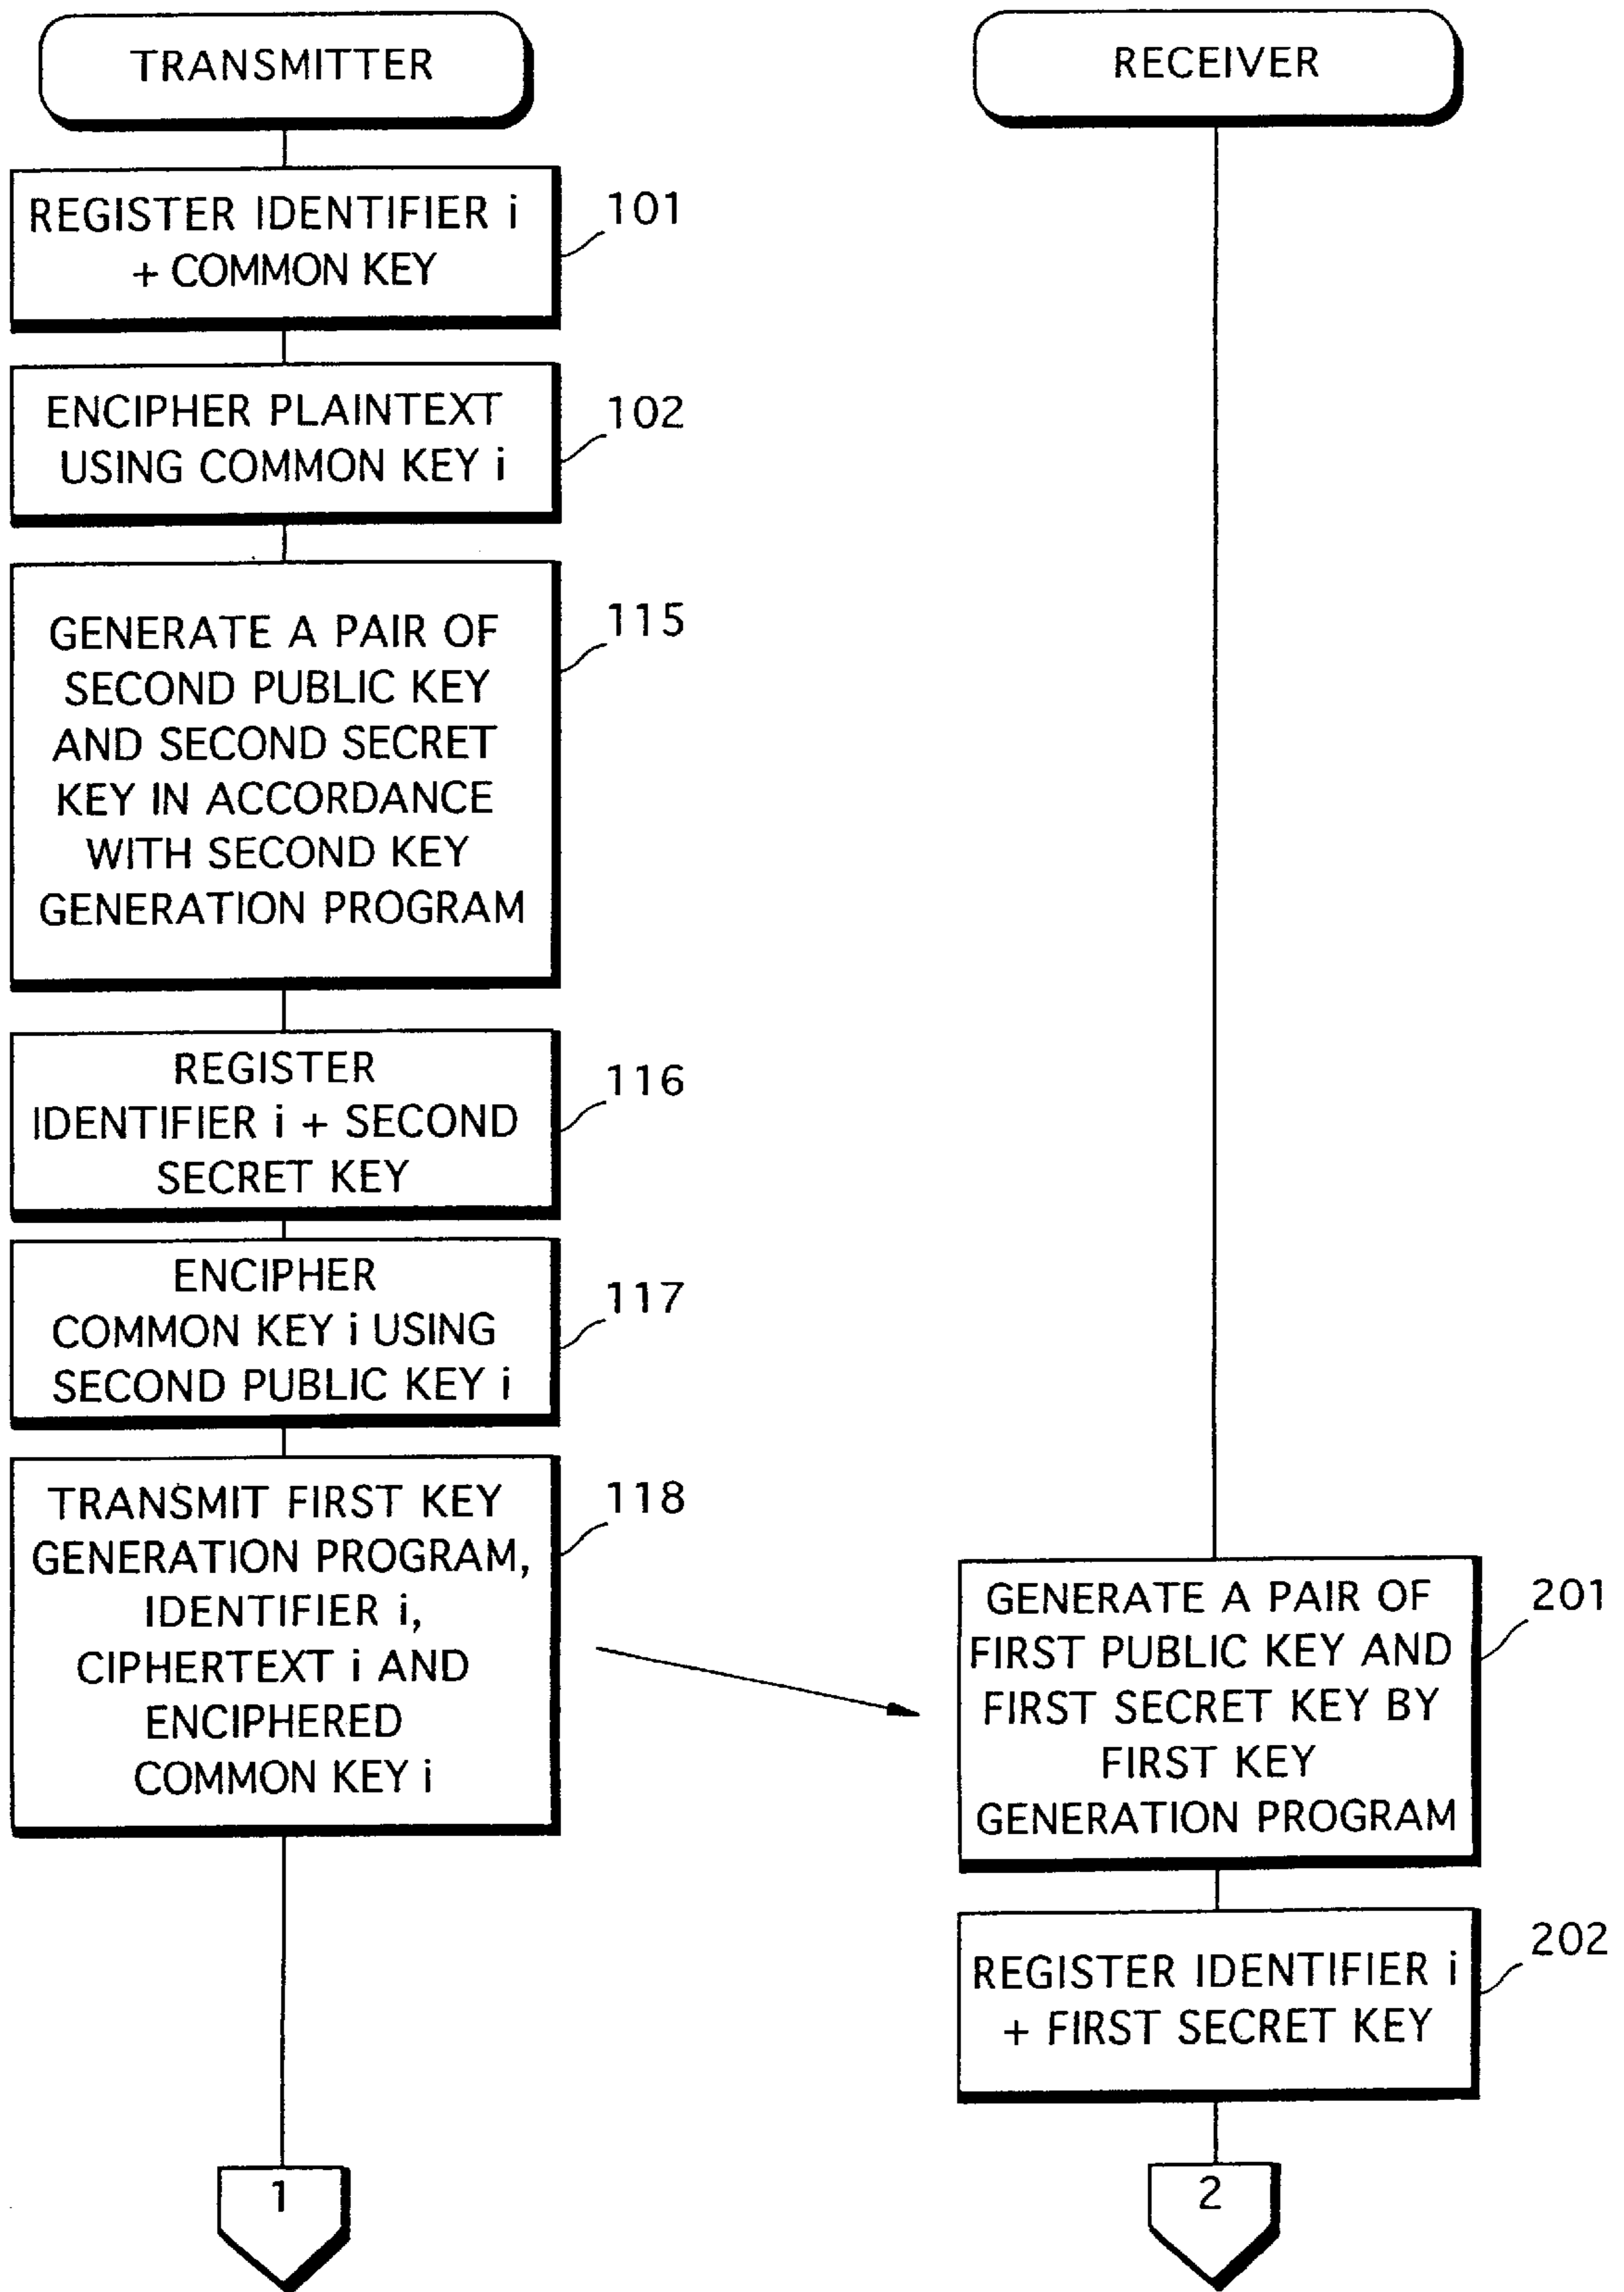 TRANSMITTER
REGISTER IDENTIFIER i
+ COMMON KEY
101
ENCIPHER PLAINTEXT
USING COMMON KEY i
102
GENERATE A PAIR OF
SECOND PUBLIC KEY
AND SECOND SECRET
KEY IN ACCORDANCE
WITH SECOND KEY
GENERATION PROGRAM
115
REGISTER
IDENTIFIER i + SECOND
SECRET KEY
116
ENCIPHER
COMMON KEY i USING
SECOND PUBLIC KEY i
117
TRANSMIT FIRST KEY
GENERATION PROGRAM,
IDENTIFIER i,
CIPHERTEXT i AND
ENCIPHERED
COMMON KEY i
118
1
RECEIVER
GENERATE A PAIR OF
FIRST PUBLIC KEY AND
FIRST SECRET KEY BY
FIRST KEY
GENERATION PROGRAM
201
REGISTER IDENTIFIER i
+ FIRST SECRET KEY
202
2